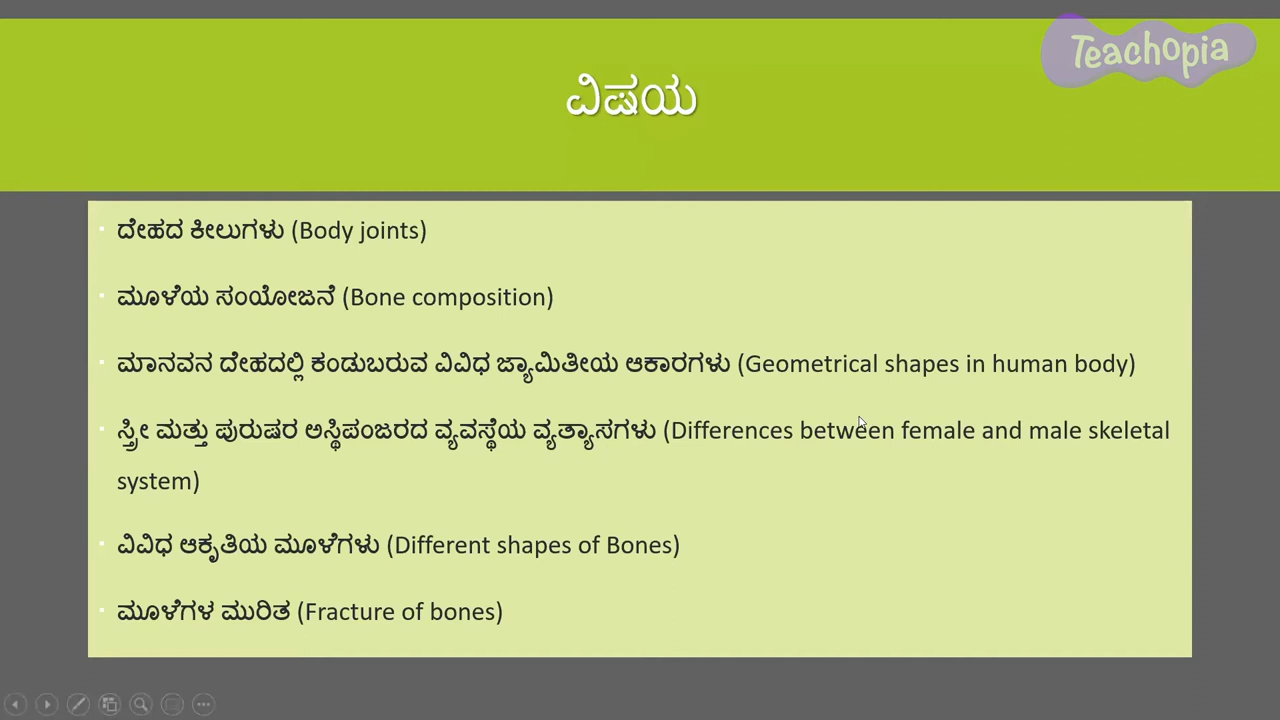 Teachopia
ವಿಷಯ
ದೇಹದ ಕೀಲುಗಳು (Body joints)
ಮೂಳೆಯ ಸಂಯೋಜನೆ (Bone composition)
ಮಾನವನ ದೇಹದಲ್ಲಿ ಕಂಡುಬರುವ ವಿವಿಧ ಜ್ಯಾಮಿತೀಯ ಆಕಾರಗಳು (Geometrical shapes in human body)
ಸ್ತ್ರೀ ಮತ್ತು ಪುರುಷರ ಅಸ್ಥಿಪಂಜರದ ವ್ಯವಸ್ಥೆಯ ವ್ಯತ್ಯಾಸಗಳು (Differences between female and male skeletal
system)
ವಿವಿಧ ಆಕೃತಿಯ ಮೂಳೆಗಳು (Different shapes of Bones)
ಮೂಳೆಗಳ ಮುರಿತ (Fracture of bones)